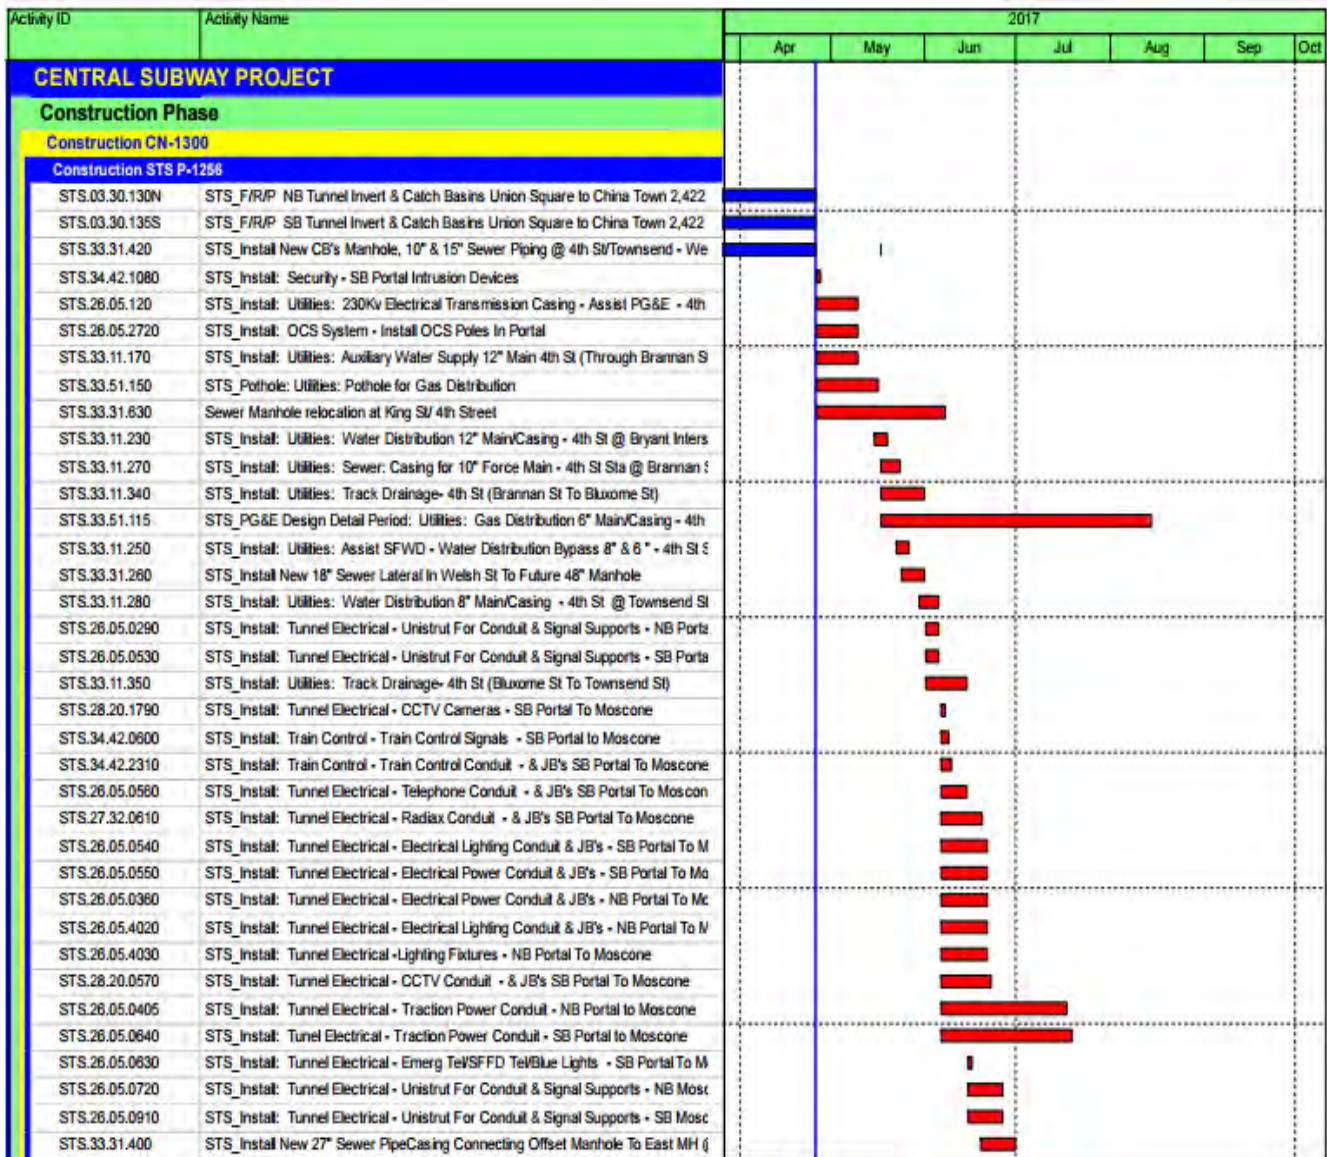 Activity ID Activity Name 2017
Apr May Jun Jul Aug Sep Oct
CENTRAL SUBWAY PROJECT
Construction Phase
Construction CN-1300
Construction STS P-1256
STS.03.30.130N STS_F/R/P NB Tunnel Invert & Catch Basins Union Square to China Town 2,422
STS.03.30.135S STS_F/R/P SB Tunnel Invert & Catch Basins Union Square to China Town 2,422
STS.33.31.420 STS_Install New CB's Manhole, 10" & 15" Sewer Piping @ 4th St/Townsend - We
STS.34.42.1080 STS_Install: Security - SB Portal Intrusion Devices
STS.26.05.120 STS_Install: Utilities: 230Kv Electrical Transmission Casing - Assist PG&E - 4th
STS.26.05.2720 STS_Install: OCS System - Install OCS Poles In Portal
STS.33.11.170 STS_Install: Utilities: Auxiliary Water Supply 12" Main 4th St (Through Brannan S
STS.33.51.150 STS_Pothole: Utilities: Pothole for Gas Distribution
STS.33.31.630 Sewer Manhole relocation at King St/ 4th Street
STS.33.11.230 STS_Install: Utilities: Water Distribution 12" Main/Casing - 4th St @ Bryant Inters
STS.33.11.270 STS_Install: Utilities: Sewer: Casing for 10" Force Main - 4th St Sta @ Brannan S
STS.33.11.340 STS_Install: Utilities: Track Drainage- 4th St (Brannan St To Bluxome St)
STS.33.51.115 STS_PG&E Design Detail Period: Utilities: Gas Distribution 6" Main/Casing - 4th
STS.33.11.250 STS_Install: Utilities: Assist SFWD - Water Distribution Bypass 8" & 6 " - 4th St S
STS.33.31.260 STS_Install New 18" Sewer Lateral In Welsh St To Future 48" Manhole
STS.33.11.280 STS_Install: Utilities: Water Distribution 8" Main/Casing - 4th St @ Townsend St
STS.26.05.0290 STS_Install: Tunnel Electrical - Unistrut For Conduit & Signal Supports - NB Porta
STS.26.05.0530 STS_Install: Tunnel Electrical - Unistrut For Conduit & Signal Supports - SB Porta
STS.33.11.350 STS_Install: Utilities: Track Drainage- 4th St (Bluxome St To Townsend St)
STS.28.20.1790 STS_Install: Tunnel Electrical - CCTV Cameras - SB Portal To Moscone
STS.34.42.0600 STS_Install: Train Control - Train Control Signals - SB Portal to Moscone
STS.34.42.2310 STS_Install: Train Control - Train Control Conduit - & JB's SB Portal To Moscone
STS.26.05.0560 STS_Install: Tunnel Electrical - Telephone Conduit - & JB's SB Portal To Moscon
STS.27.32.0610 STS_Install: Tunnel Electrical - Radiax Conduit - & JB's SB Portal To Moscone
STS.26.05.0540 STS_Install: Tunnel Electrical - Electrical Lighting Conduit & JB's - SB Portal To M
STS.26.05.0550 STS_Install: Tunnel Electrical - Electrical Power Conduit & JB's - SB Portal To Mo
STS.26.05.0360 STS_Install: Tunnel Electrical - Electrical Power Conduit & JB's - NB Portal To Mc
STS.26.05.4020 STS_Install: Tunnel Electrical - Electrical Lighting Conduit & JB's - NB Portal To M
STS.26.05.4030 STS_Install: Tunnel Electrical -Lighting Fixtures - NB Portal To Moscone
STS.28.20.0570 STS_Install: Tunnel Electrical - CCTV Conduit - & JB's SB Portal To Moscone
STS.26.05.0405 STS_Install: Tunnel Electrical - Traction Power Conduit - NB Portal to Moscone
STS.26.05.0640 STS_Install: Tunel Electrical - Traction Power Conduit - SB Portal to Moscone
STS.26.05.0630 STS_Install: Tunnel Electrical - Emerg Tel/SFFD Tel/Blue Lights - SB Portal To M
STS.26.05.0720 STS_Install: Tunnel Electrical - Unistrut For Conduit & Signal Supports - NB Mosc
STS.26.05.0910 STS_Install: Tunnel Electrical - Unistrut For Conduit & Signal Supports - SB Mosc
STS.33.31.400 STS_Install New 27" Sewer PipeCasing Connecting Offset Manhole To East MH (